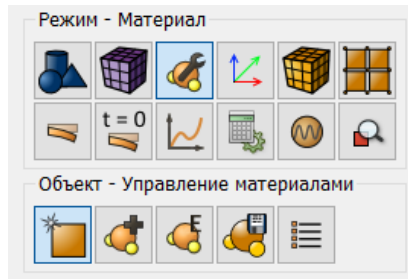 Режим - Материал
t = 0
Объект - Управление материалами
E